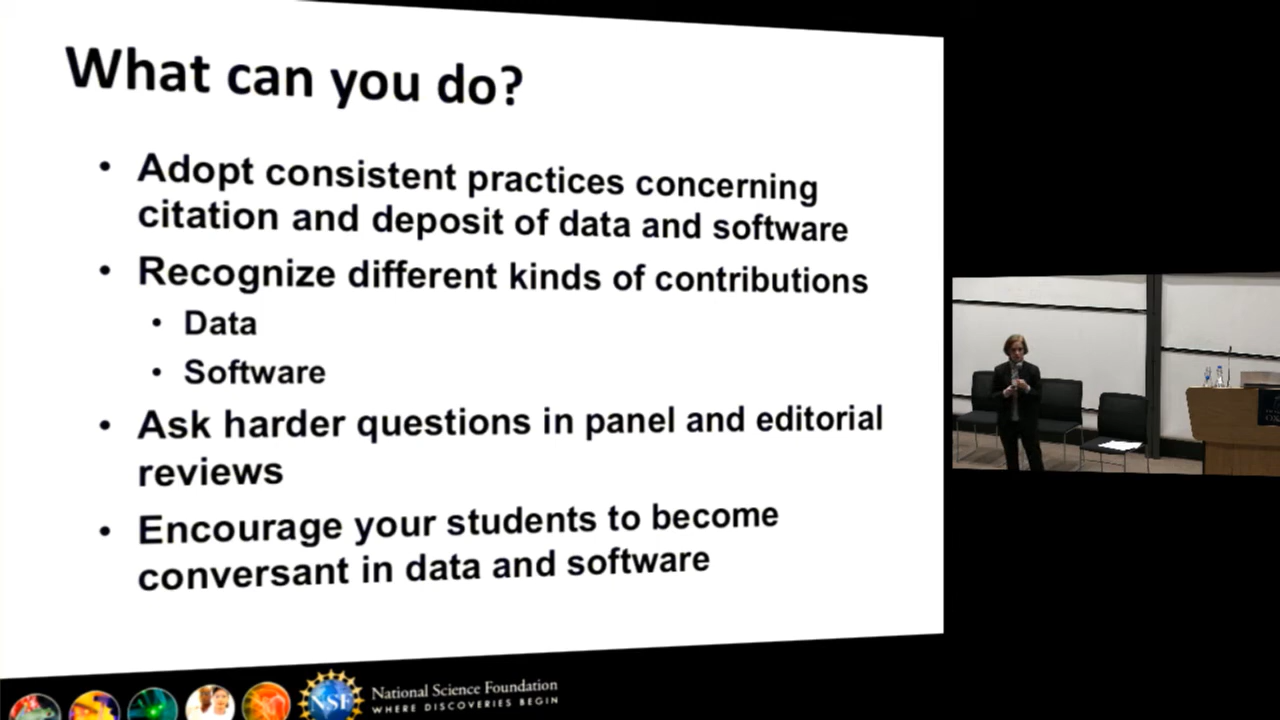 What can you do?
• Adopt consistent practices concerning
citation and deposit of data and software
• Recognize different kinds of contributions
• Data
• Software
• Ask harder questions in panel and editorial
reviews
• Encourage your students to become
conversant in data and software
NSF
National Science Foundation
WHERE DISCOVERIES BEGIN